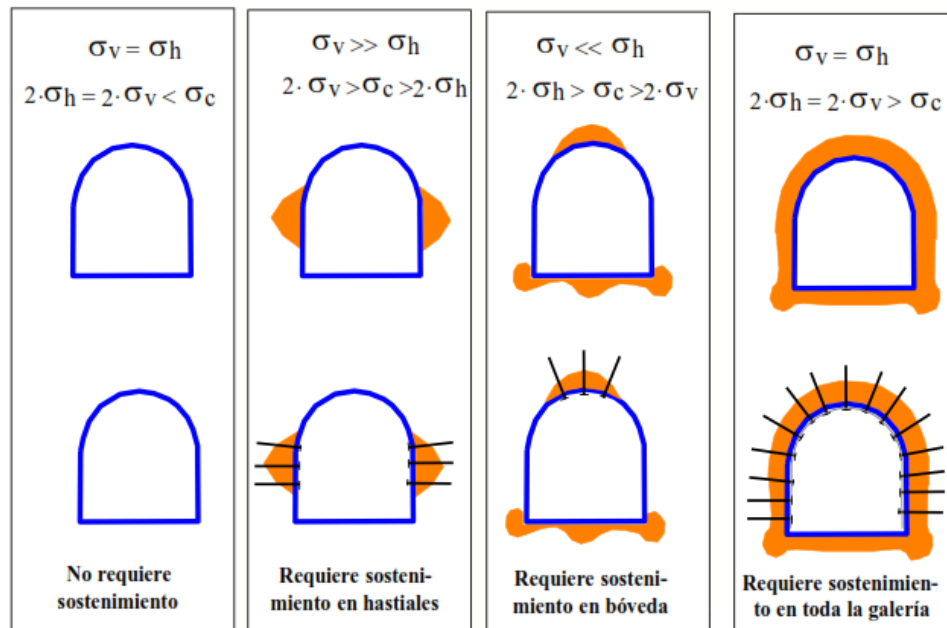 σv = σh
2·σh = 2·σv < σc
No requiere
sostenimiento
σv >> σh
2·σv >σc >2·σh
Requiere sosteni-
miento en hastiales
σv << σh
2·σh > σc >2·σv
Requiere sosteni-
miento en bóveda
σv = σh
2·σh = 2·σv > σc
Requiere sostenimien-
to en toda la galería